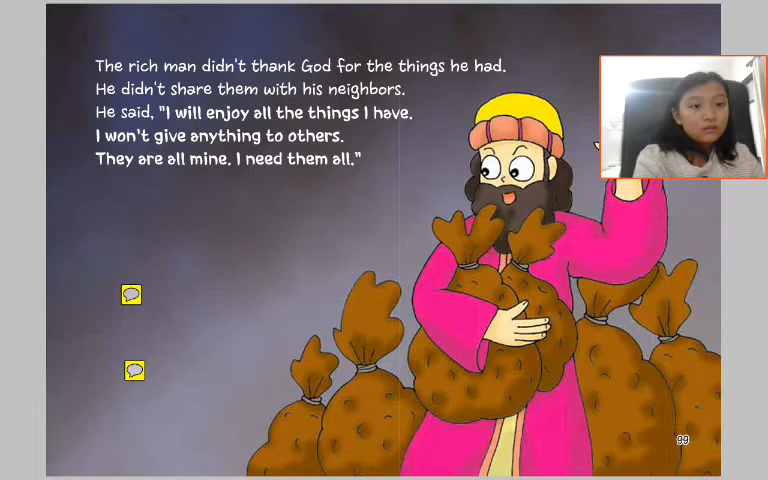 The rich man didn't thank God for the things he had.
He didn't share them with his neighbors.
He said, "I will enjoy all the things I have.
I won't give anything to others.
They are all mine. I need them all."
99